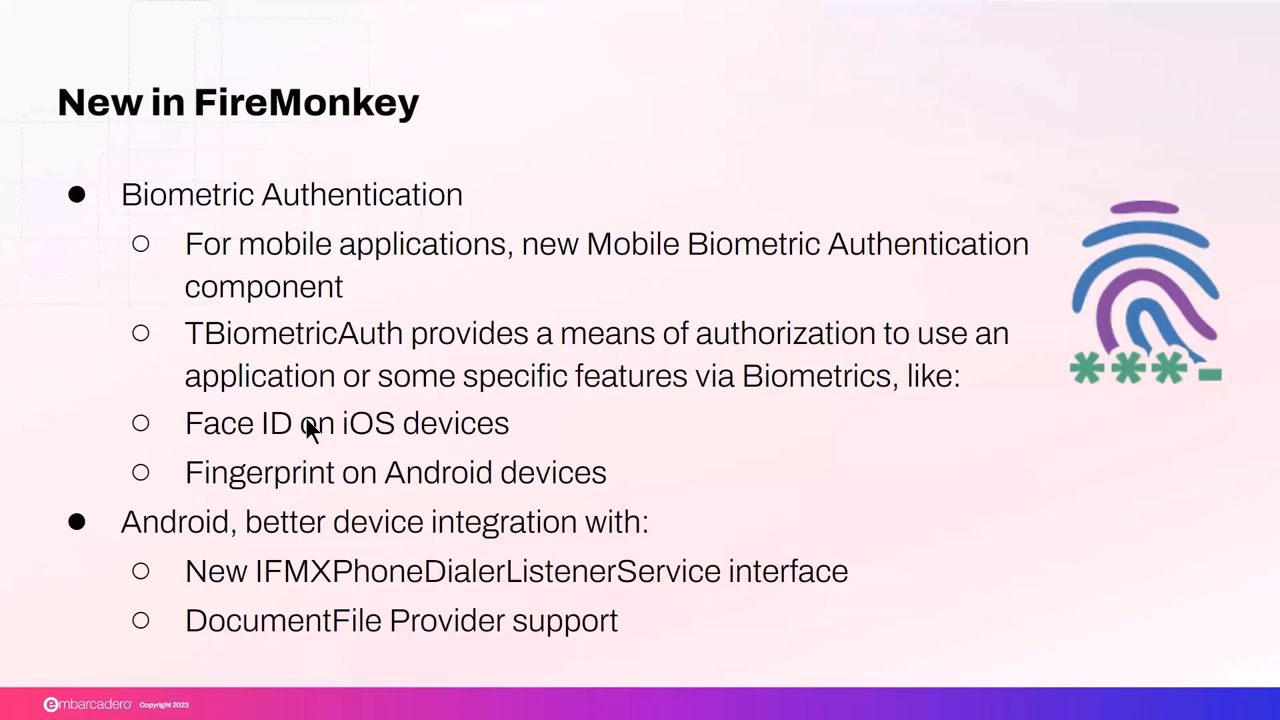 New in FireMonkey
● Biometric Authentication
○ For mobile applications, new Mobile Biometric Authentication
component
○ TBiometricAuth provides a means of authorization to use an
application or some specific features via Biometrics, like:
○ Face ID on iOS devices
○ Fingerprint on Android devices
● Android, better device integration with:
○ New IFMXPhoneDialerListenerService interface
○ DocumentFile Provider support
***-
embarcadero Copyright 2023